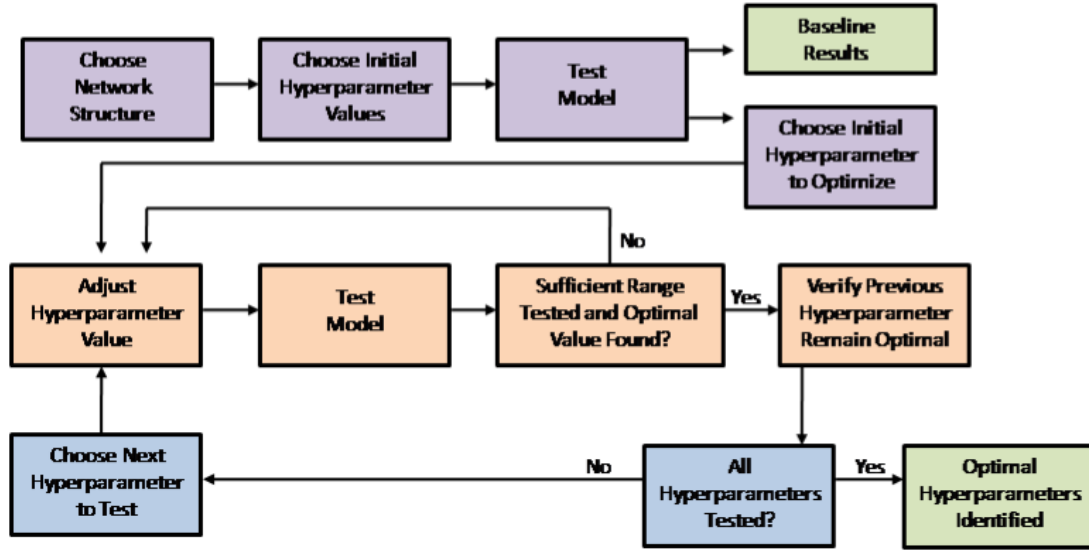 Choose
Network
Structure
Choose Initial
Hyperparameter
Values
Test
Model
Baseline
Results
Choose Initial
Hyperparameter
to Optimize
No
Adjust
Hyperparameter
Value
Test
Model
Sufficient Range
Tested and Optimal
Value Found?
Yes
Verify Previous
Hyperparameter
Remain Optimal
Choose Next
Hyperparameter
to Test
No
All
Hyperparameters
Tested?
Yes
Optimal
Hyperparameters
Identified